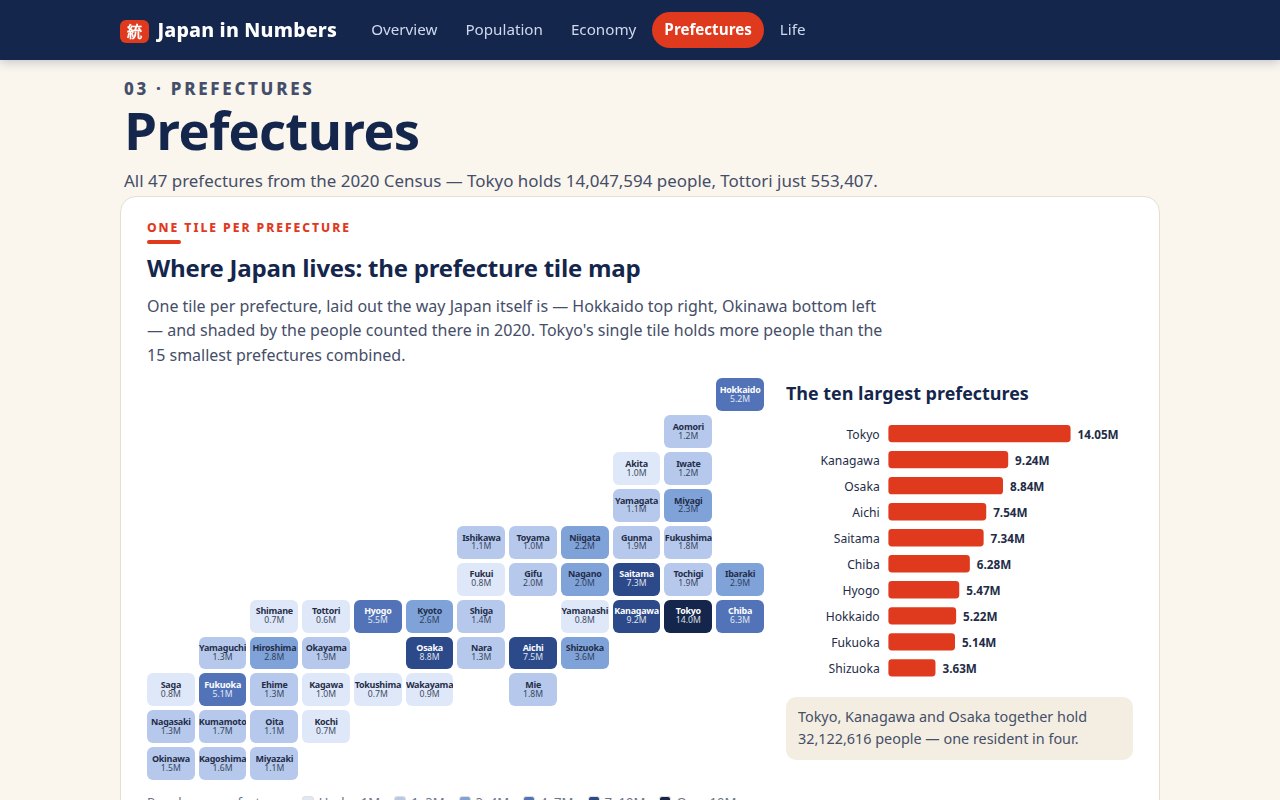 統 Japan in Numbers Overview Population Economy Prefectures Life
03 · PREFECTURES
Prefectures
All 47 prefectures from the 2020 Census — Tokyo holds 14,047,594 people, Tottori just 553,407.
ONE TILE PER PREFECTURE
Where Japan lives: the prefecture tile map
One tile per prefecture, laid out the way Japan itself is — Hokkaido top right, Okinawa bottom left
— and shaded by the people counted there in 2020. Tokyo's single tile holds more people than the
15 smallest prefectures combined.
Hokkaido
5.2M
Aomori
1.2M
Akita Iwate
1.0M 1.2M
Yamagata Miyagi
1.1M 2.3M
Ishikawa Toyama Niigata Gunma Fukushima
1.1M 1.0M 2.2M 1.9M 1.8M
Fukui Gifu Nagano Saitama Tochigi Ibaraki
0.8M 2.0M 2.0M 7.3M 1.9M 2.9M
Shimane Tottori Hyogo Kyoto Shiga Yamanashi Kanagawa Tokyo Chiba
0.7M 0.6M 5.5M 2.6M 1.4M 0.8M 9.2M 14.0M 6.3M
Yamaguchi Hiroshima Okayama Osaka Nara Aichi Shizuoka
1.3M 2.8M 1.9M 8.8M 1.3M 7.5M 3.6M
Saga Fukuoka Ehime Kagawa Tokushima Wakayama Mie
0.8M 5.1M 1.3M 1.0M 0.7M 0.9M 1.8M
Nagasaki Kumamoto Oita Kochi
1.3M 1.7M 1.1M 0.7M
Okinawa Kagoshima Miyazaki
1.5M 1.6M 1.1M
The ten largest prefectures
Tokyo 14.05M
Kanagawa 9.24M
Osaka 8.84M
Aichi 7.54M
Saitama 7.34M
Chiba 6.28M
Hyogo 5.47M
Hokkaido 5.22M
Fukuoka 5.14M
Shizuoka 3.63M
Tokyo, Kanagawa and Osaka together hold
32,122,616 people — one resident in four.